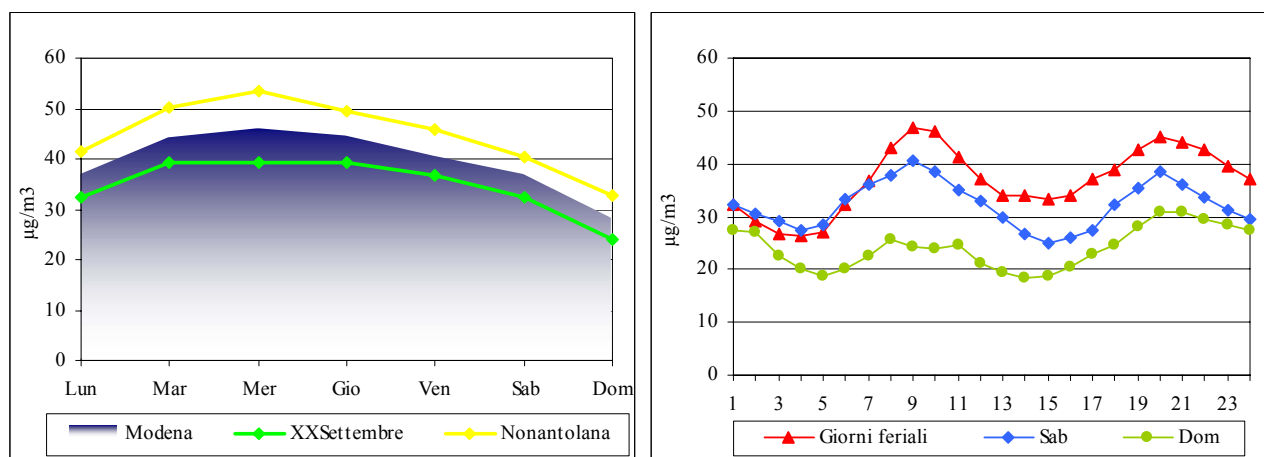 60
50
40
30
20
10
0
µg/m3
Lun Mar Mer Gio Ven Sab Dom
Modena XXSettembre Nonantolana
60
50
40
30
20
10
0
µg/m3
1 3 5 7 9 11 13 15 17 19 21 23
Giorni feriali Sab Dom